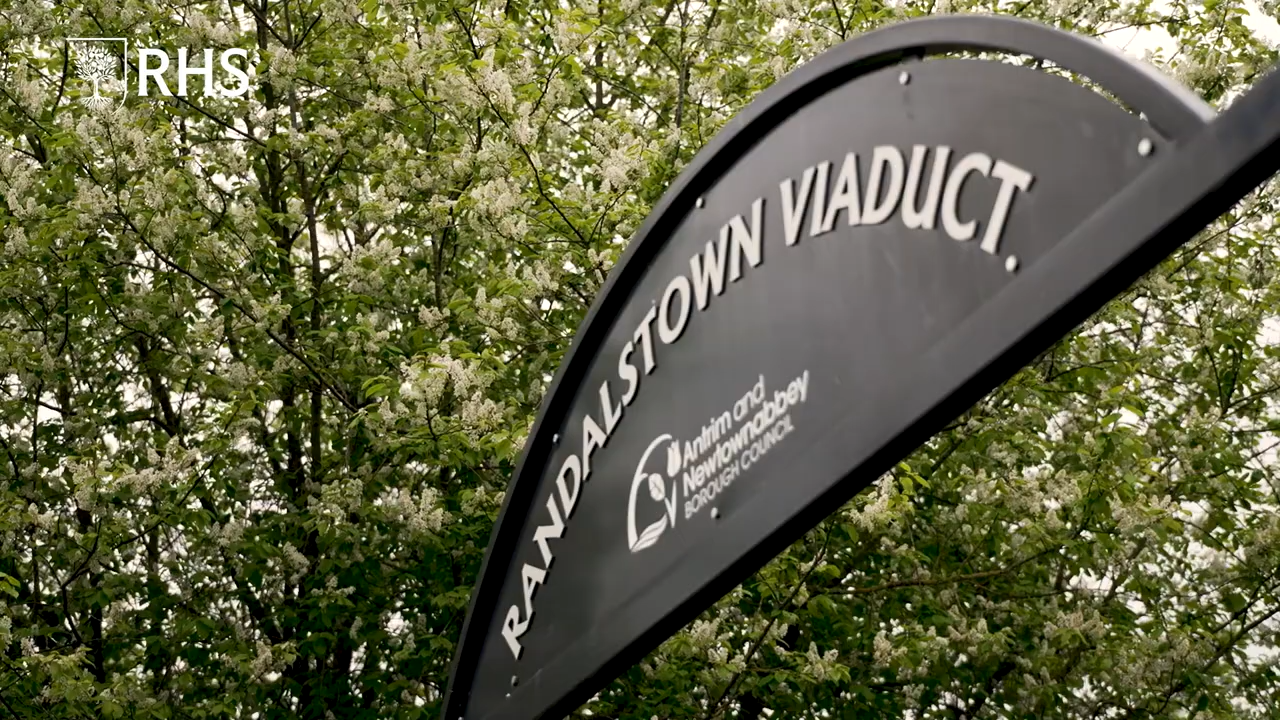 RHS
RANDALSTOWN VIADUCT
Antrim and
Newtownabbey
BOROUGH COUNCIL